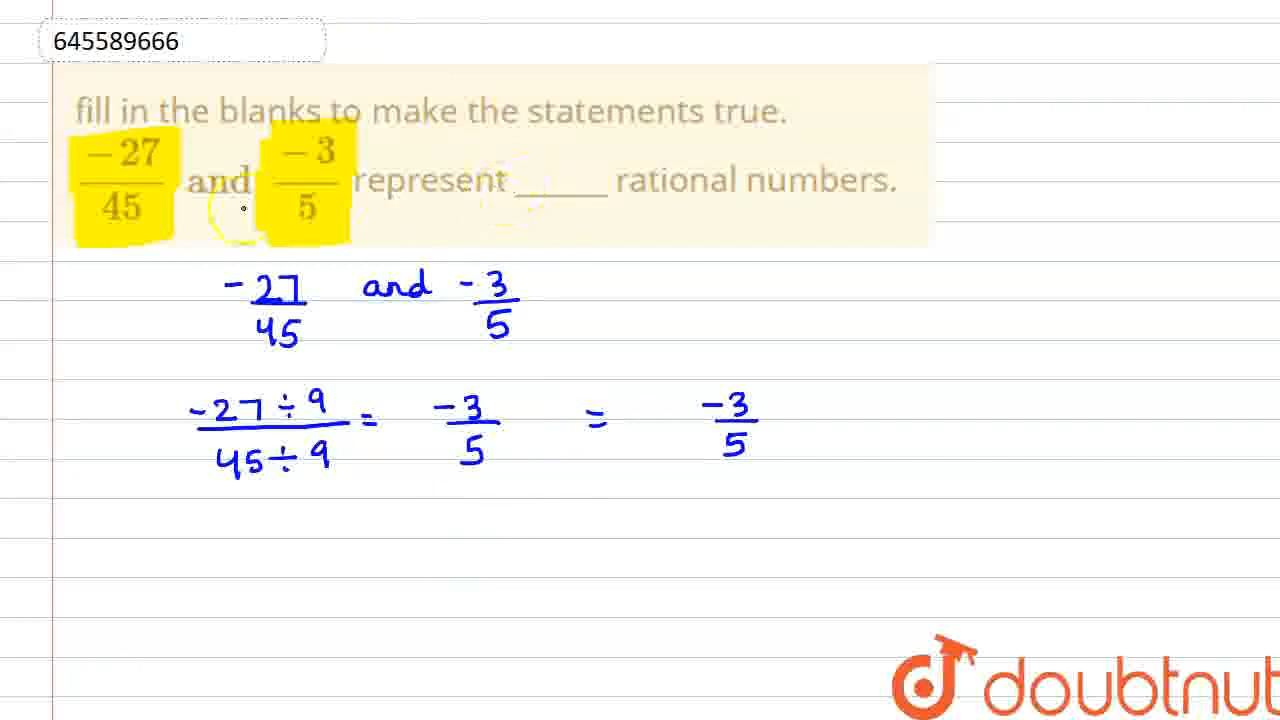 645589666
fill in the blanks to make the statements true.
-27/45 and -3/5 represent ______ rational numbers.
-27/45 and -3/5
-27÷9/45÷9 = -3/5 = -3/5
doubtnut